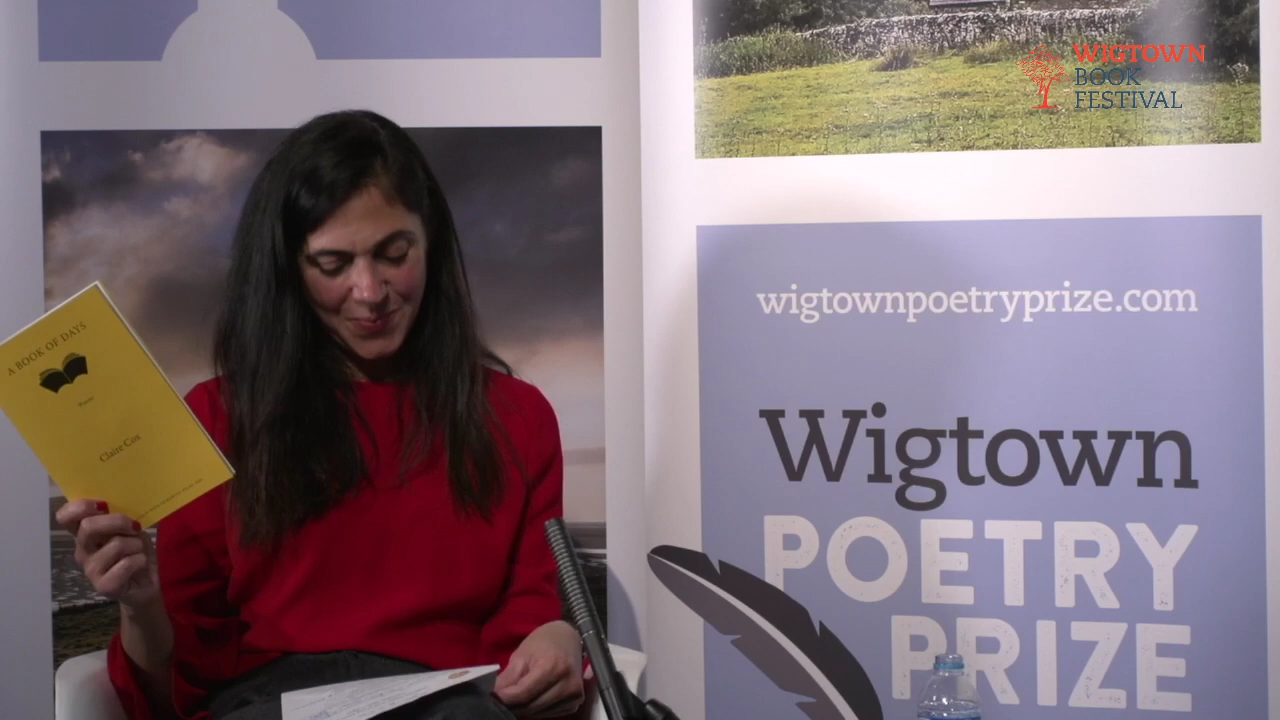 WIGTOWN
BOOK
FESTIVAL
A BOOK OF DAYS
Claire Cox
wigtownpoetryprize.com
Wigtown
POETRY
PRIZE